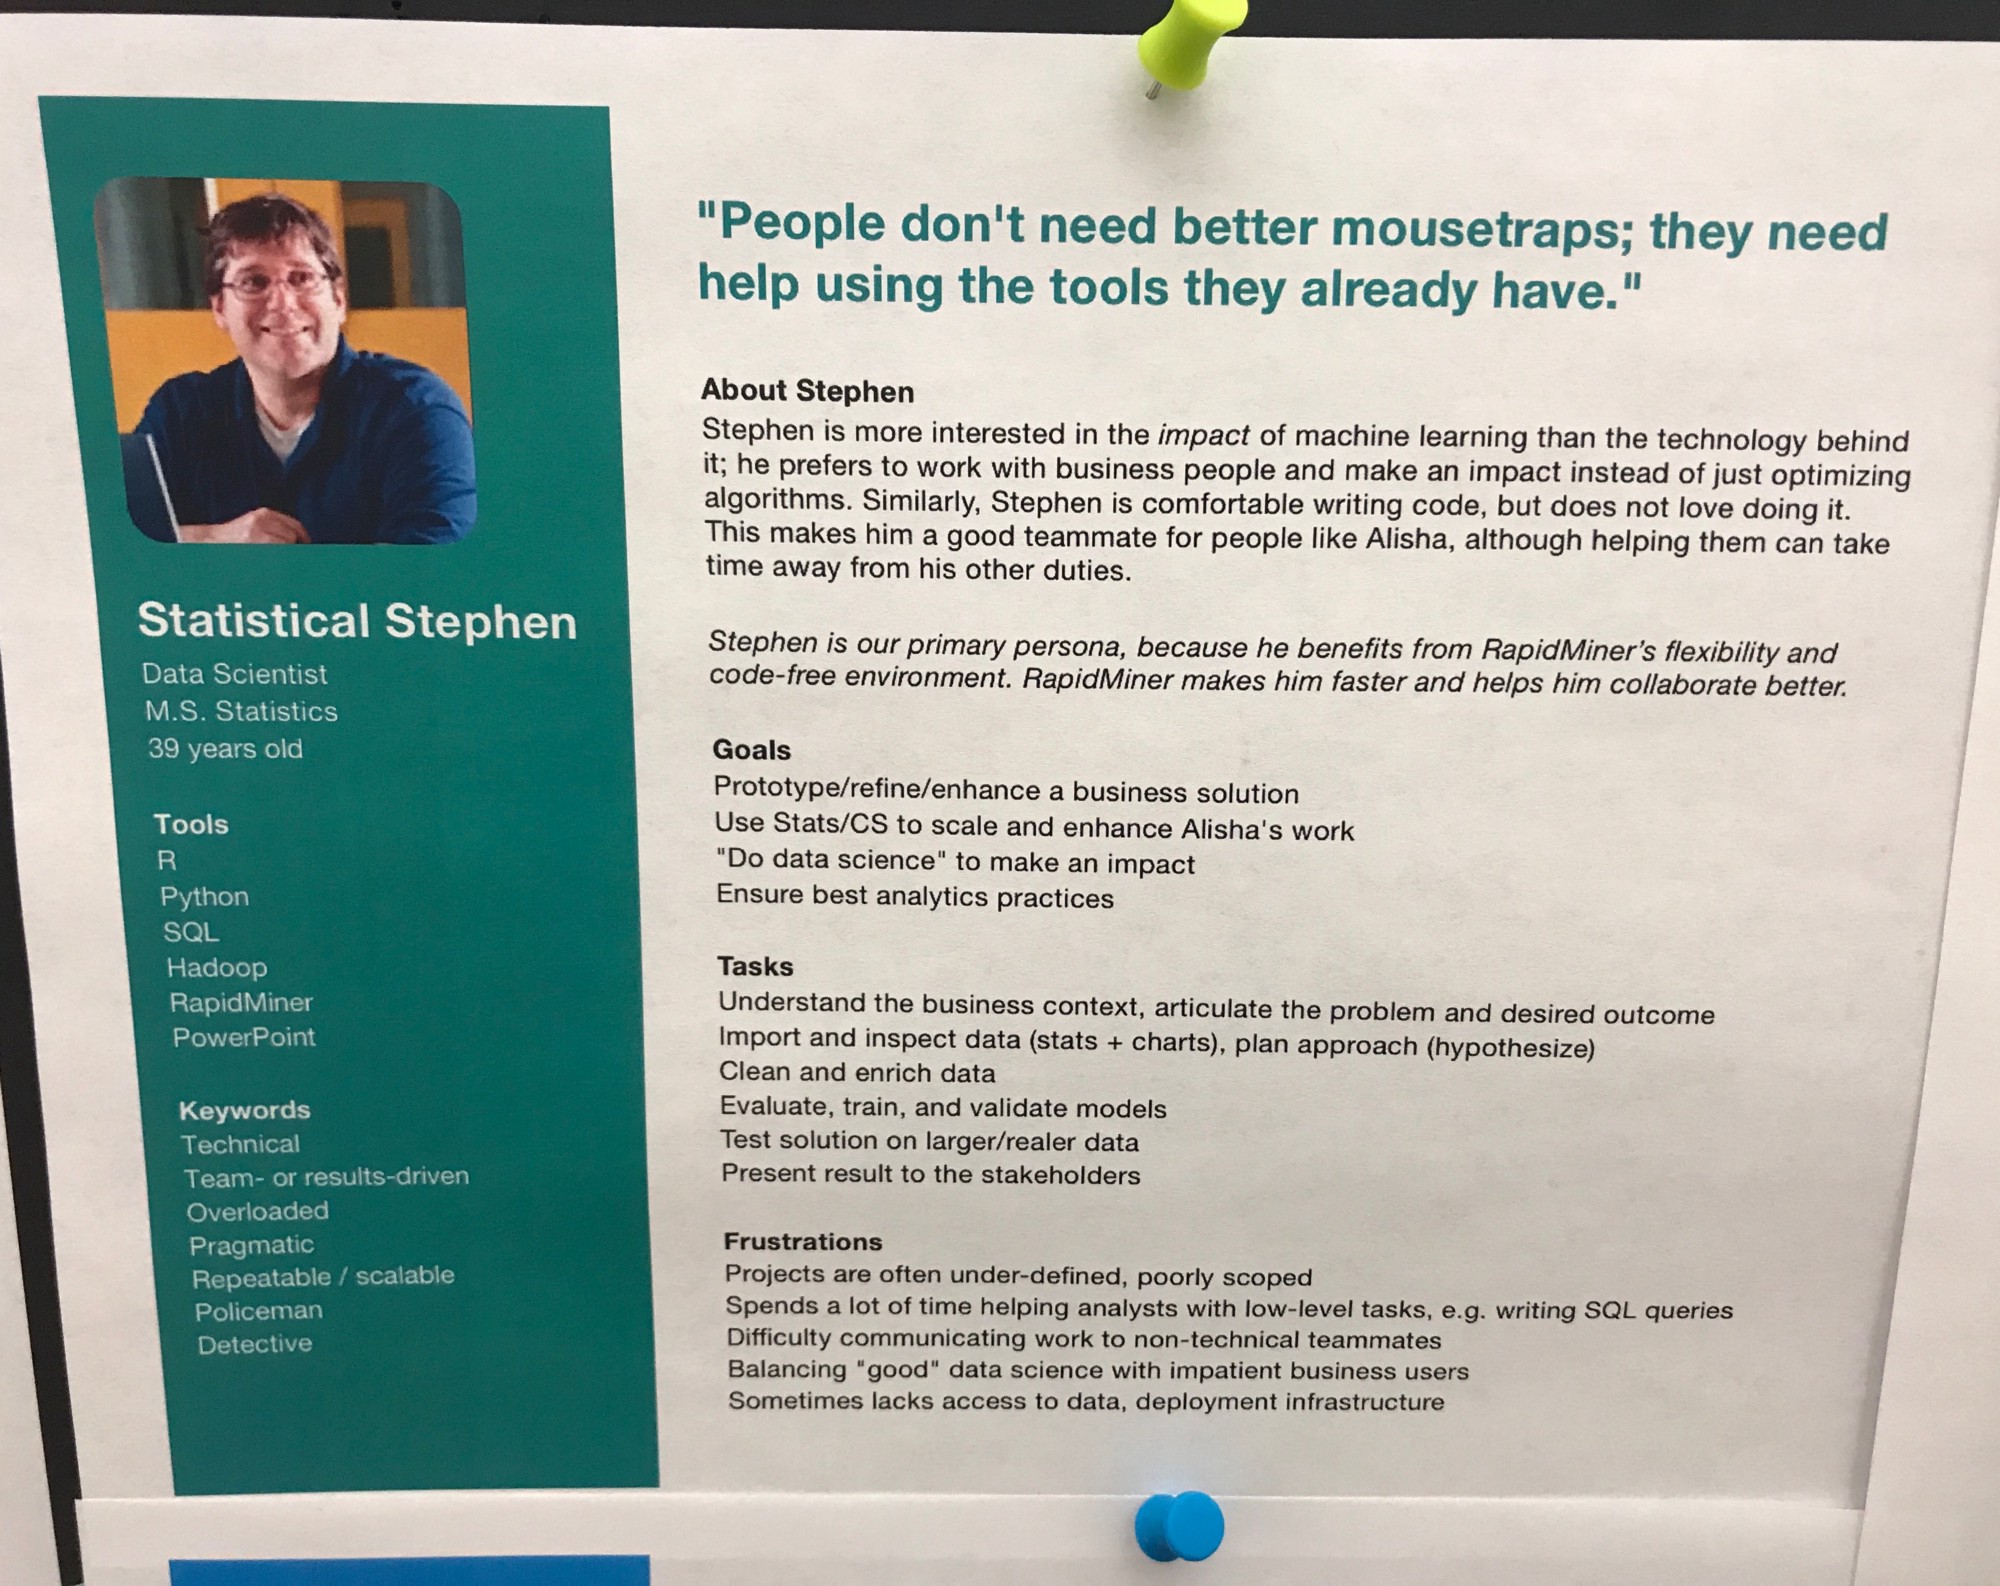 "People don't need better mousetraps; they need
help using the tools they already have."
Statistical Stephen
Data Scientist
M.S. Statistics
39 years old
Tools
R
Python
SQL
Hadoop
RapidMiner
PowerPoint
Keywords
Technical
Team- or results-driven
Overloaded
Pragmatic
Repeatable / scalable
Policeman
Detective
About Stephen
Stephen is more interested in the impact of machine learning than the technology behind
it; he prefers to work with business people and make an impact instead of just optimizing
algorithms. Similarly, Stephen is comfortable writing code, but does not love doing it.
This makes him a good teammate for people like Alisha, although helping them can take
time away from his other duties.
Stephen is our primary persona, because he benefits from RapidMiner's flexibility and
code-free environment. RapidMiner makes him faster and helps him collaborate better.
Goals
Prototype/refine/enhance a business solution
Use Stats/CS to scale and enhance Alisha's work
"Do data science" to make an impact
Ensure best analytics practices
Tasks
Understand the business context, articulate the problem and desired outcome
Import and inspect data (stats + charts), plan approach (hypothesize)
Clean and enrich data
Evaluate, train, and validate models
Test solution on larger/realer data
Present result to the stakeholders
Frustrations
Projects are often under-defined, poorly scoped
Spends a lot of time helping analysts with low-level tasks, e.g. writing SQL queries
Difficulty communicating work to non-technical teammates
Balancing "good" data science with impatient business users
Sometimes lacks access to data, deployment infrastructure